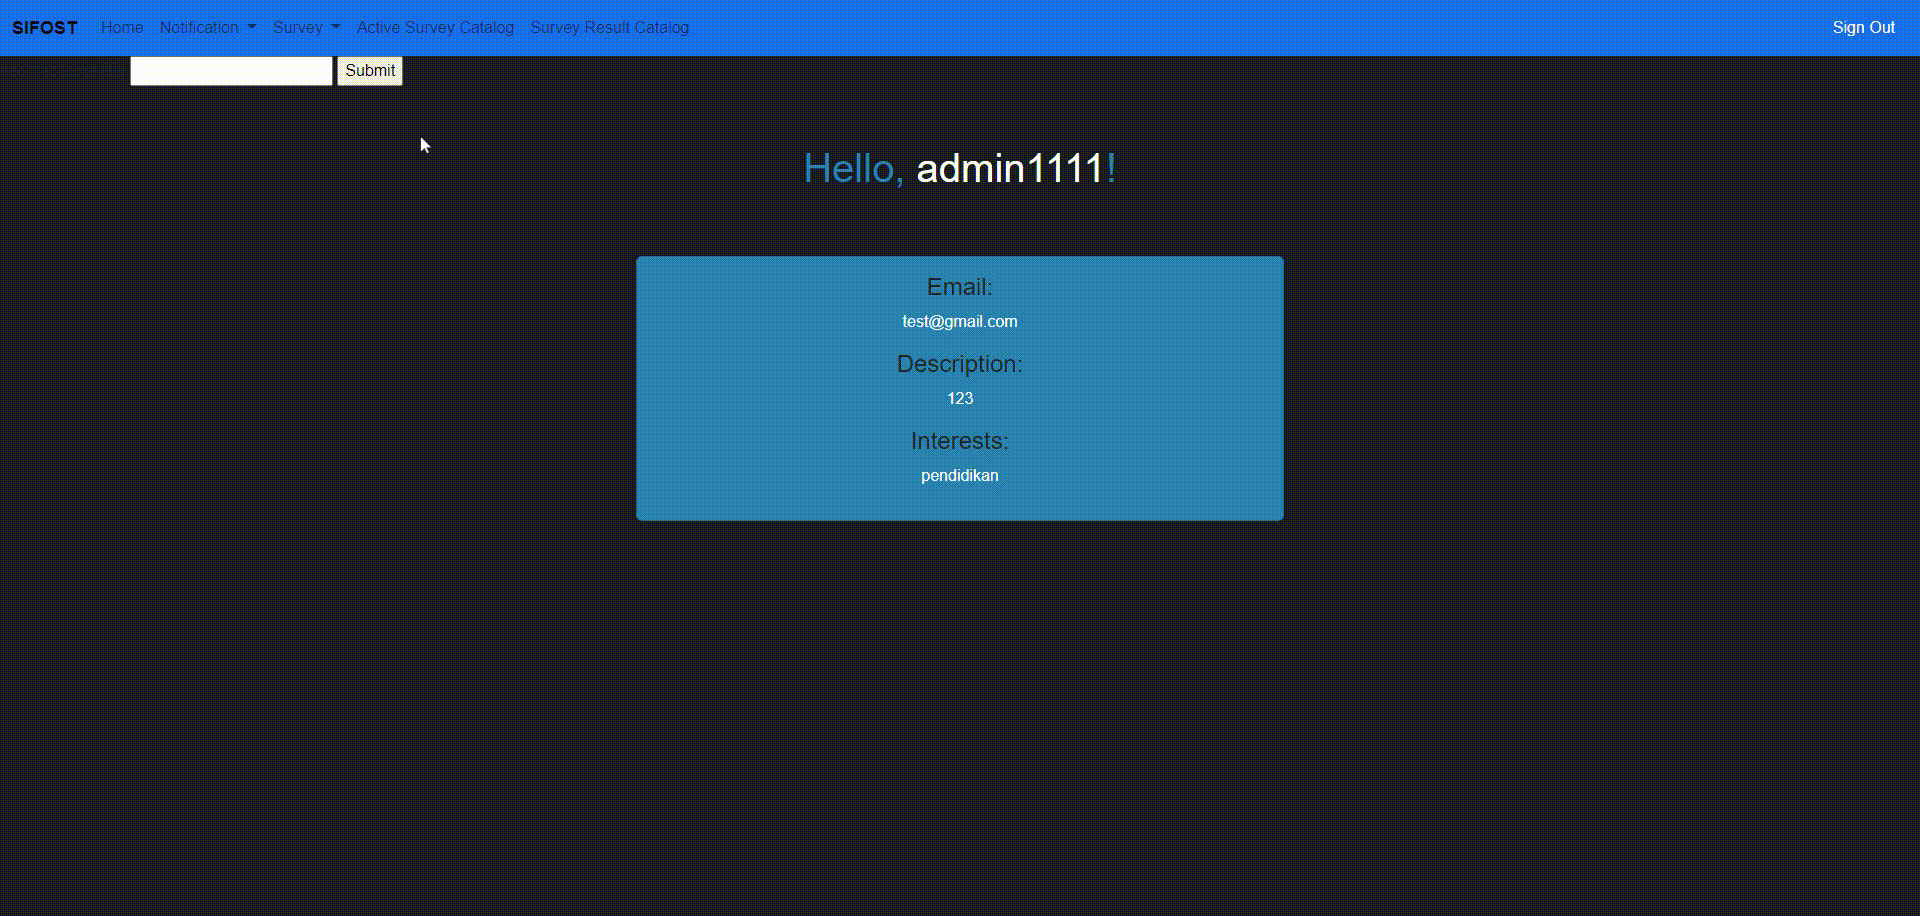 SIFOST Home Notification Survey Active Survey Catalog Survey Result Catalog Sign Out
Submit
Hello, admin1111!
Email:
test@gmail.com
Description:
123
Interests:
pendidikan